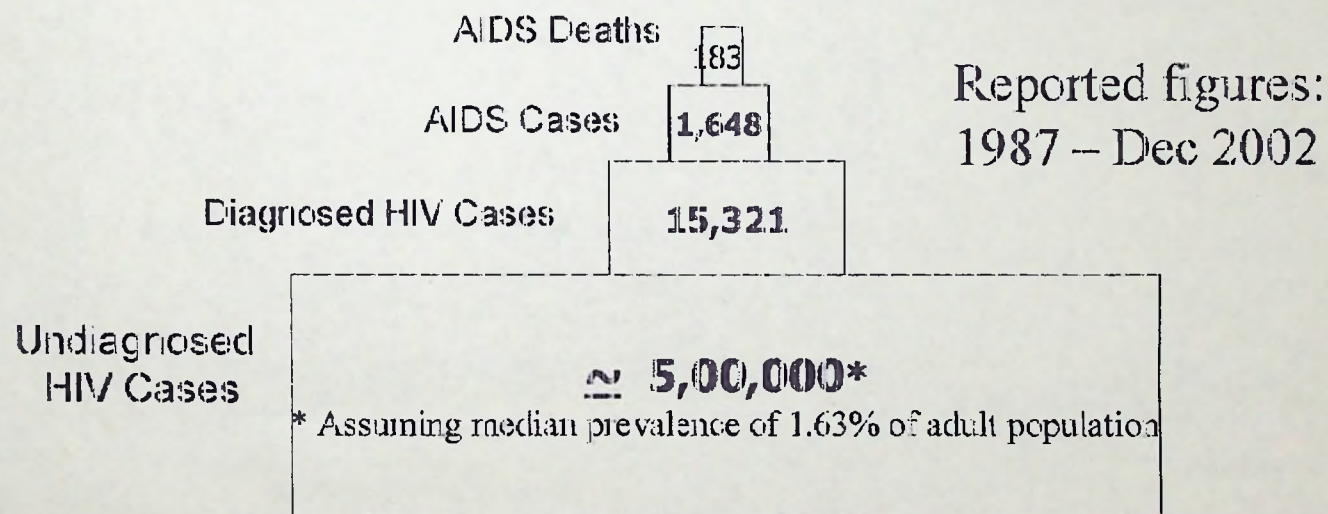 AIDS Deaths
183
Reported figures:
1987 – Dec 2002
AIDS Cases
1,648
Diagnosed HIV Cases
15,321
Undiagnosed
HIV Cases
≃ 5,00,000*
* Assuming median prevalence of 1.63% of adult population